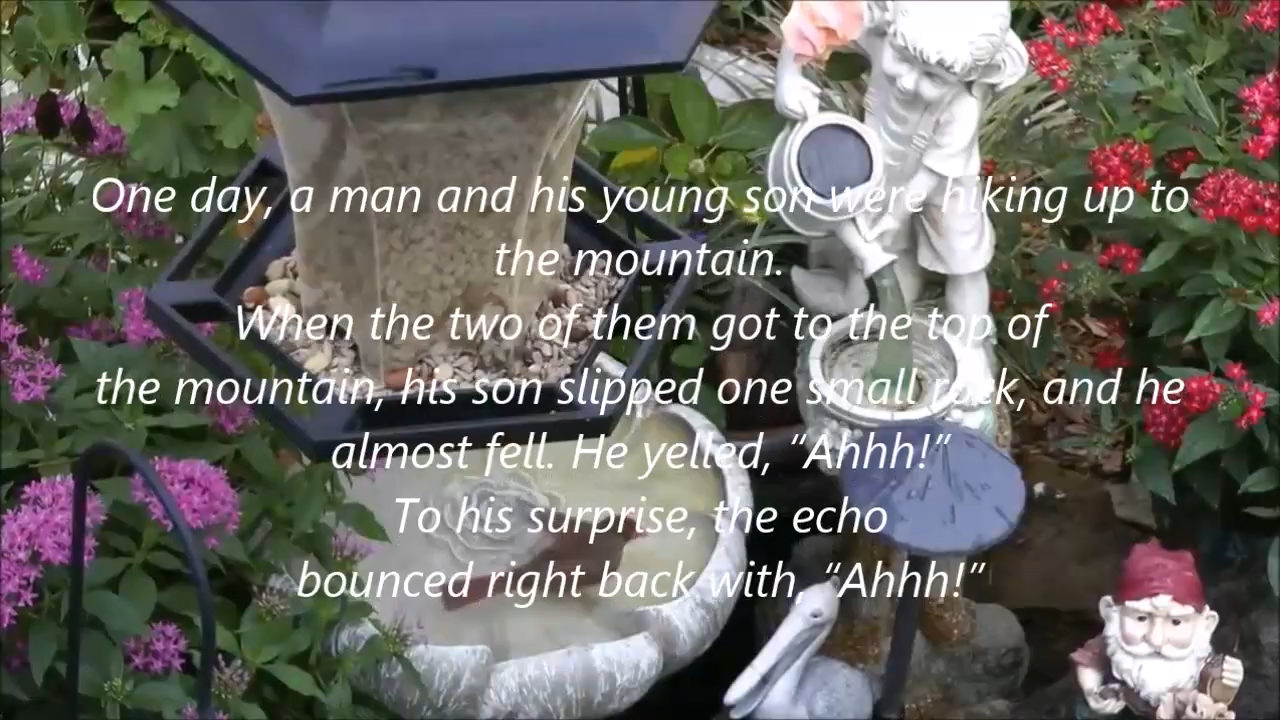 One day, a man and his young son were hiking up to
the mountain.
When the two of them got to the top of
the mountain, his son slipped one small rock, and he
almost fell. He yelled, “Ahhh!”
To his surprise, the echo
bounced right back with, “Ahhh!”